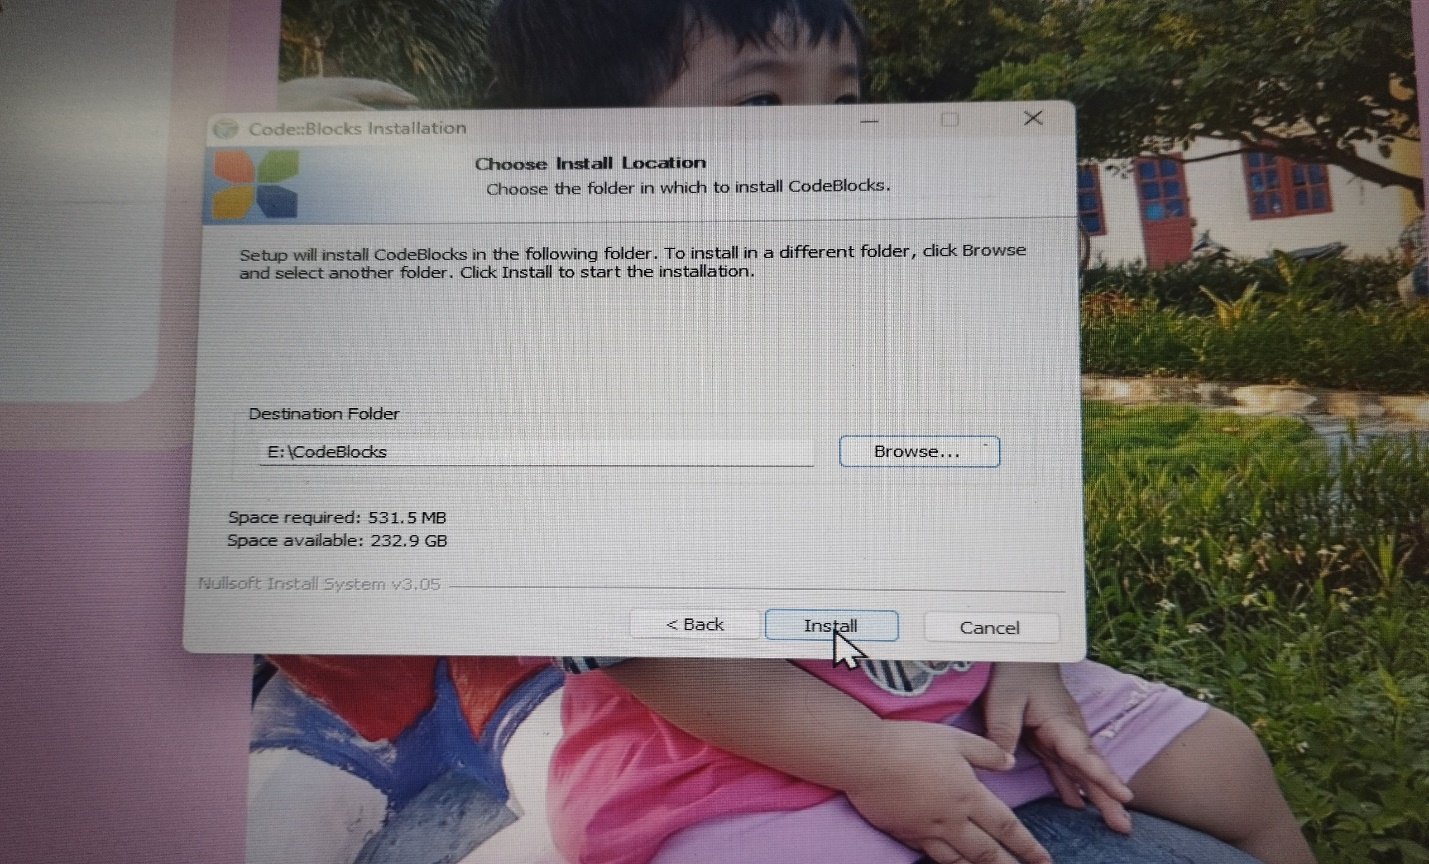 Code::Blocks Installation
Choose Install Location
Choose the folder in which to install CodeBlocks.
Setup will install CodeBlocks in the following folder. To install in a different folder, click Browse
and select another folder. Click Install to start the installation.
Destination Folder
E:\CodeBlocks
Browse...
Space required: 531.5 MB
Space available: 232.9 GB
Nullsoft Install System v3.05
< Back
Install
Cancel